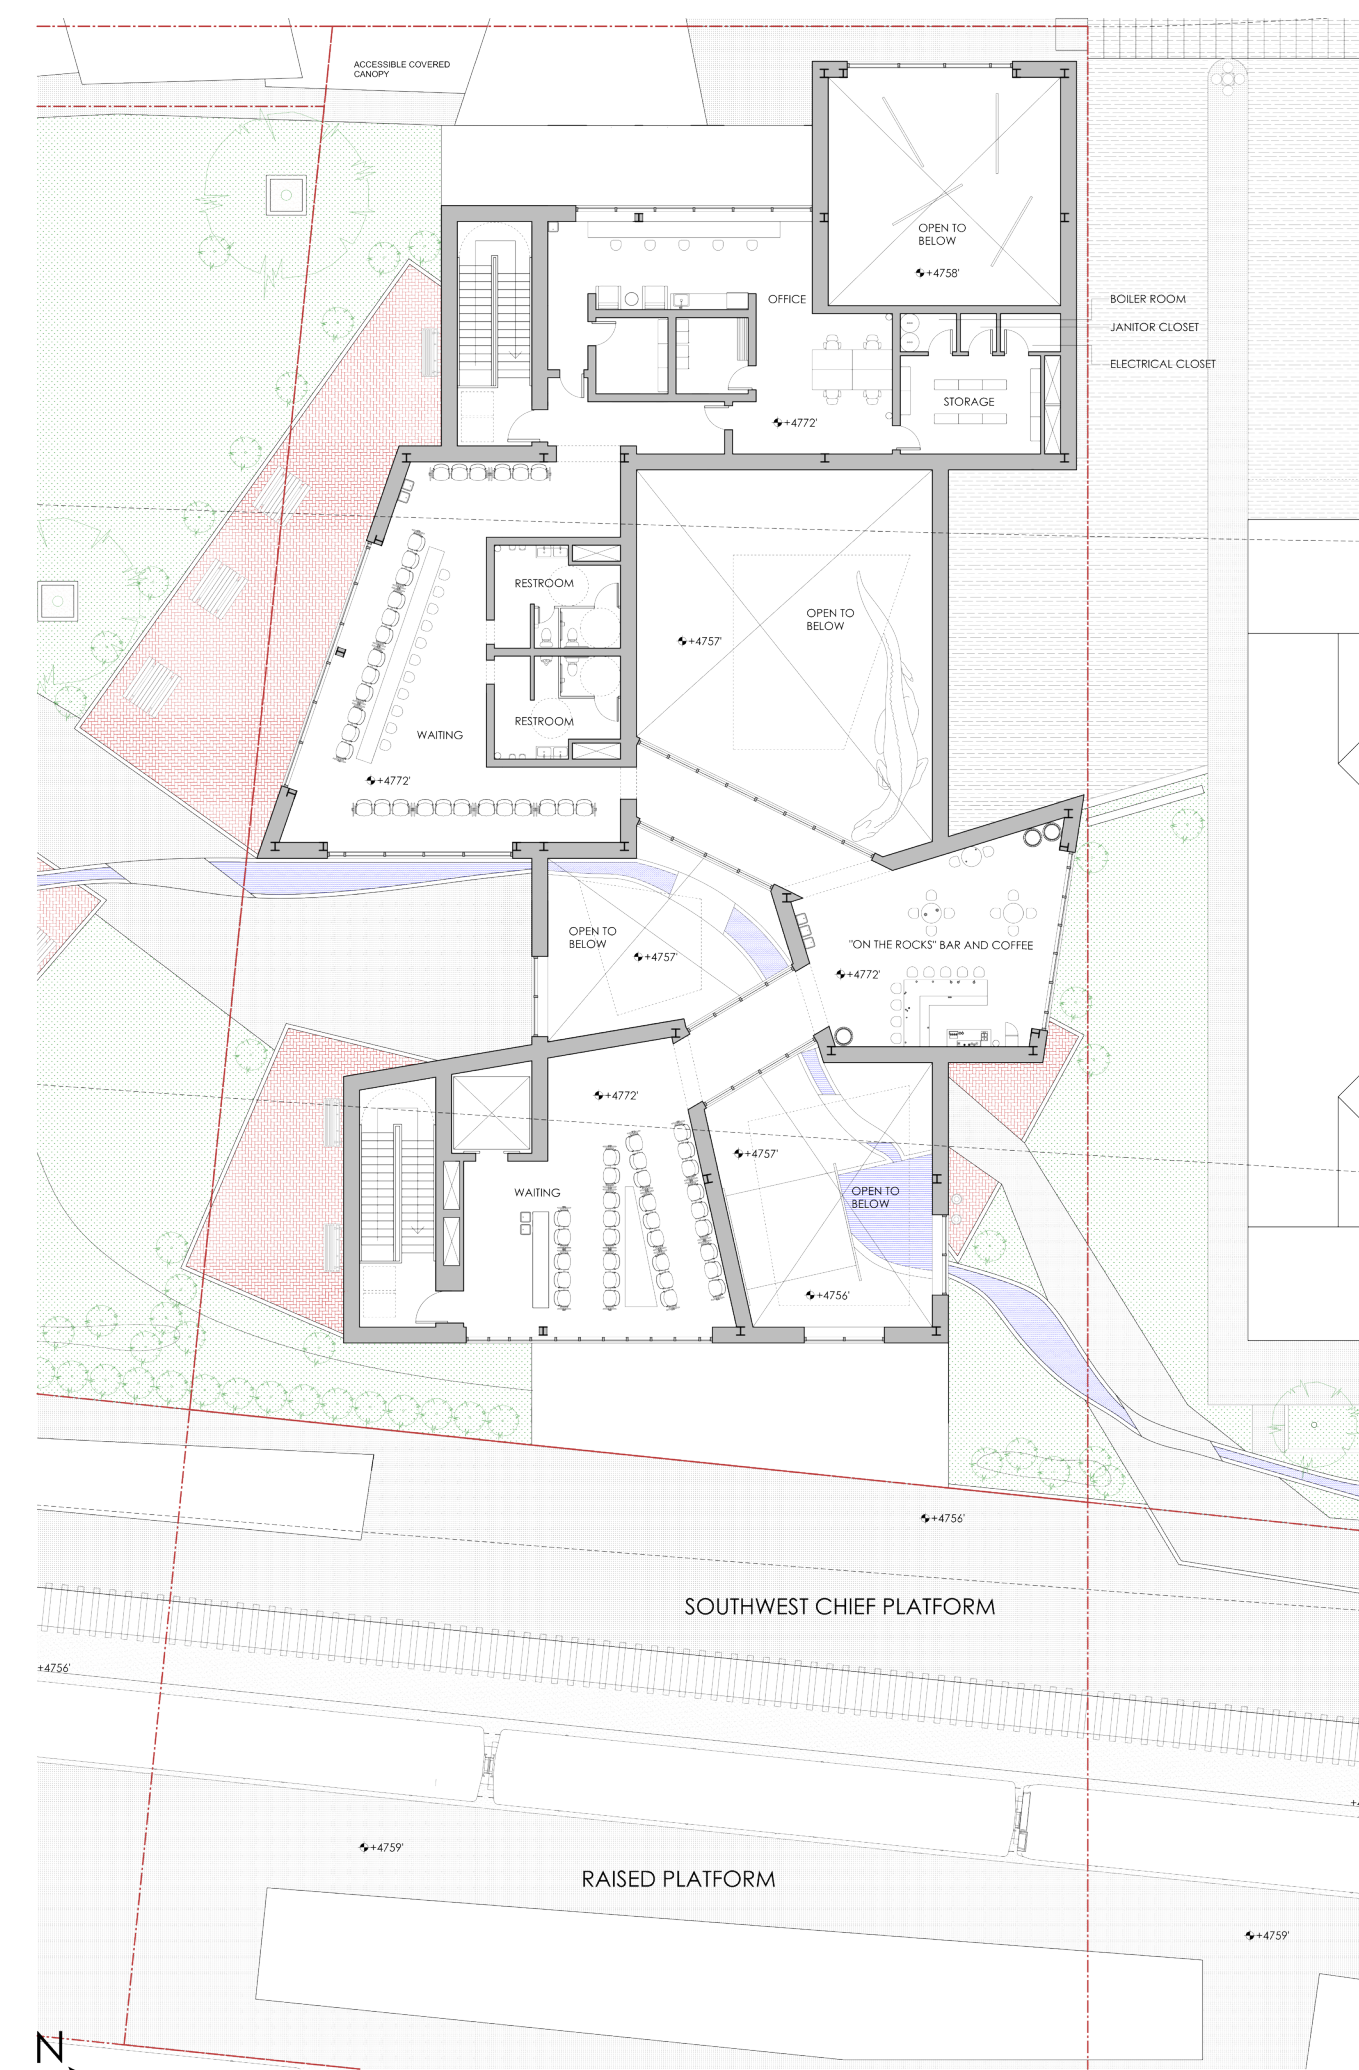 ACCESSIBLE COVERED
CANOPY
OPEN TO
BELOW
+4758'
OFFICE
BOILER ROOM
JANITOR CLOSET
ELECTRICAL CLOSET
STORAGE
+4772'
RESTROOM
OPEN TO
BELOW
+4757'
RESTROOM
WAITING
+4772'
OPEN TO
BELOW
+4757'
"ON THE ROCKS" BAR AND COFFEE
+4772'
+4772'
+4757'
WAITING
OPEN TO
BELOW
+4756'
+4756'
SOUTHWEST CHIEF PLATFORM
+4756'
+4759'
RAISED PLATFORM
+4759'
N